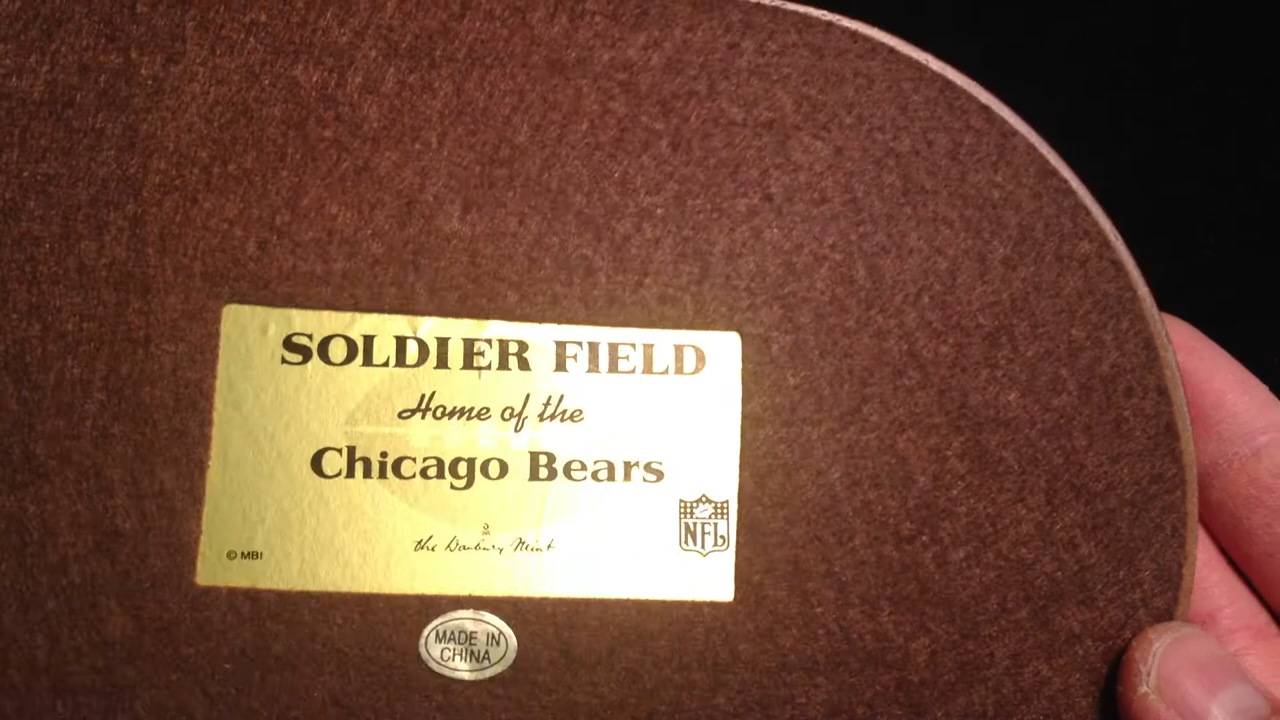 SOLDIER FIELD
Home of the
Chicago Bears
the Danbury Mint
© MBI
NFL
MADE IN
CHINA